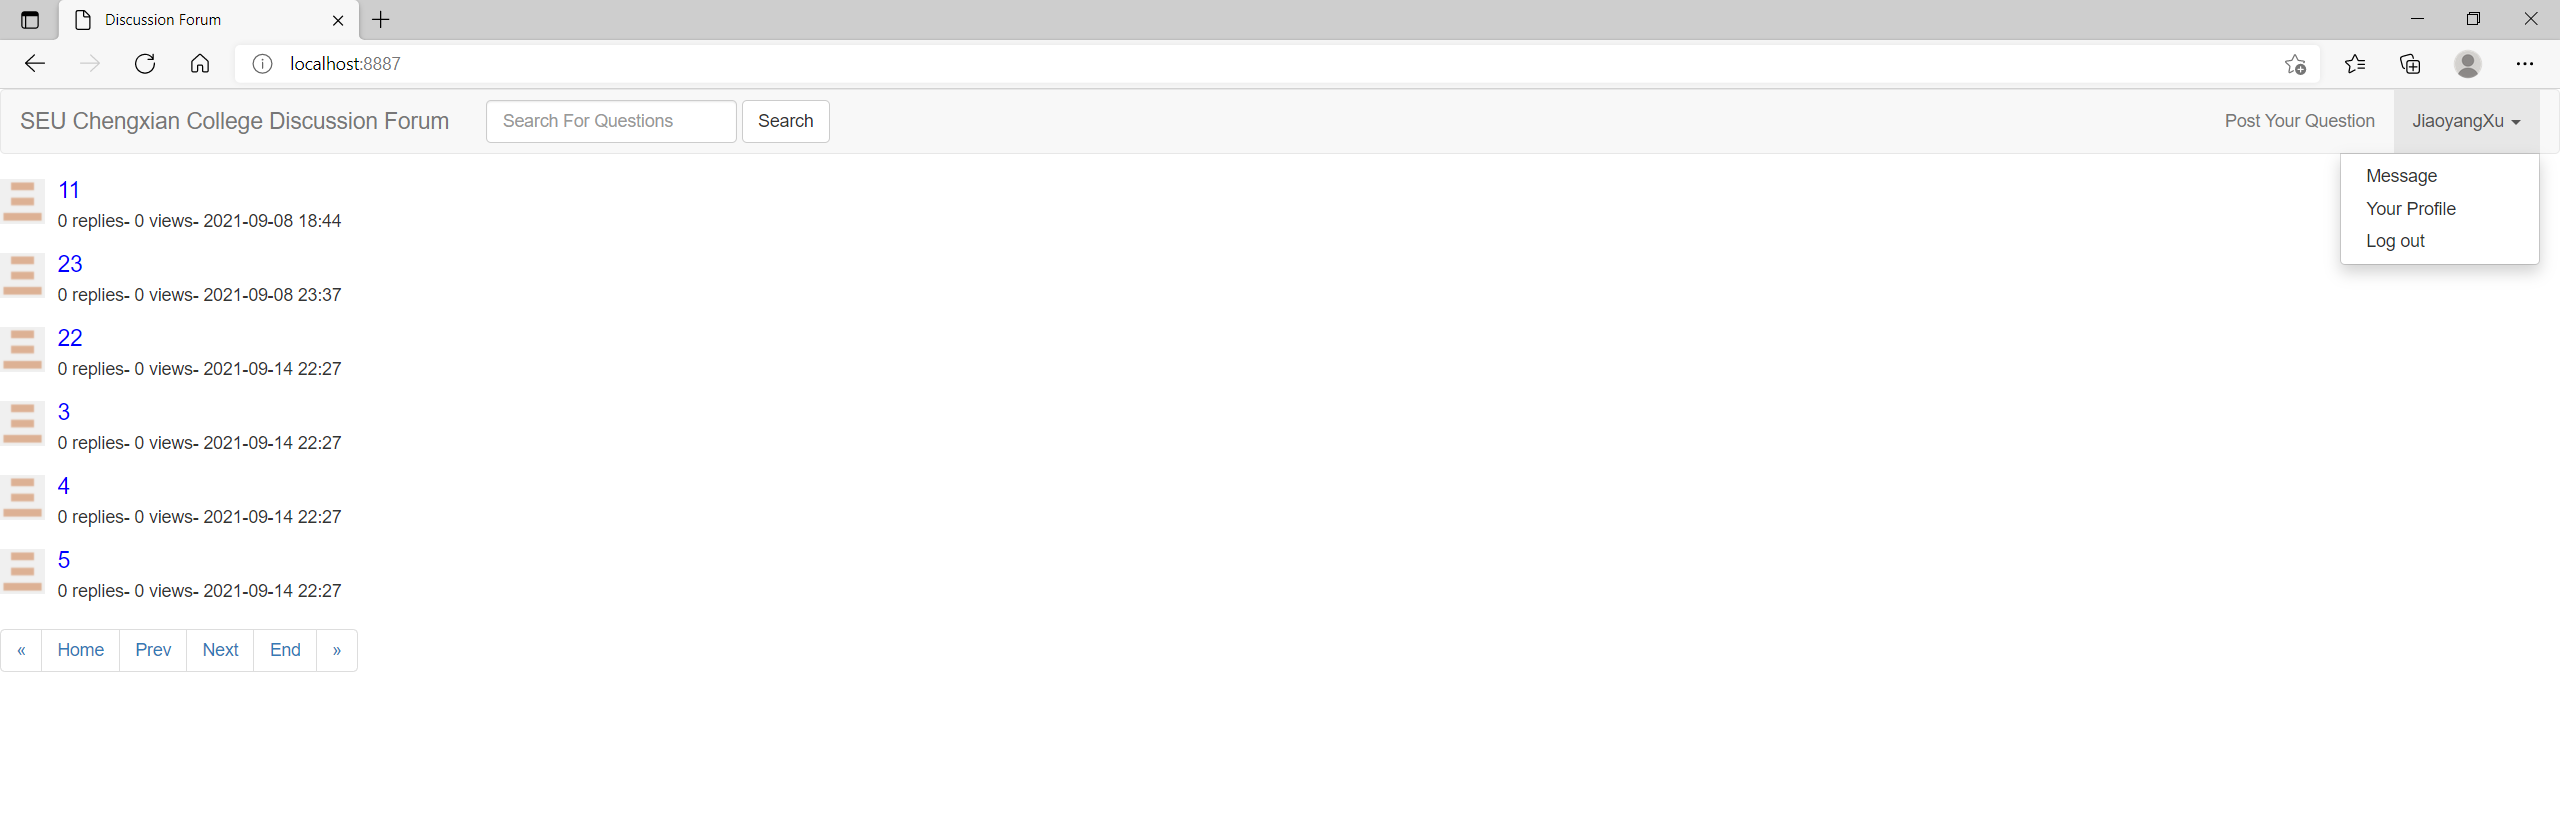 Discussion Forum
localhost:8887
SEU Chengxian College Discussion Forum Search For Questions Search Post Your Question JiaoyangXu
Message
Your Profile
Log out
11
0 replies- 0 views- 2021-09-08 18:44
23
0 replies- 0 views- 2021-09-08 23:37
22
0 replies- 0 views- 2021-09-14 22:27
3
0 replies- 0 views- 2021-09-14 22:27
4
0 replies- 0 views- 2021-09-14 22:27
5
0 replies- 0 views- 2021-09-14 22:27
« Home Prev Next End »